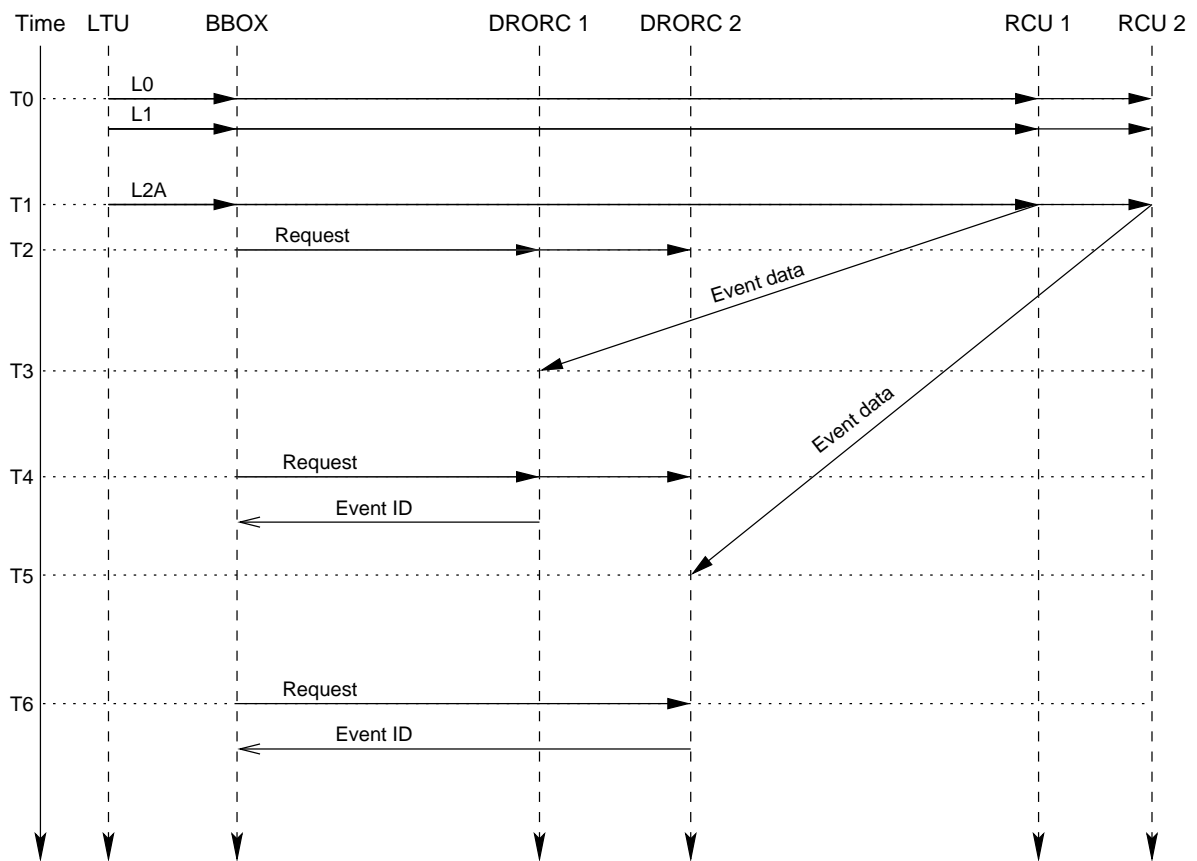 Time LTU BBOX DRORC 1 DRORC 2 RCU 1 RCU 2
L0
T0
L1
L2A
T1
Request
T2
Event data
T3
Event data
Request
T4
Event ID
T5
Request
T6
Event ID